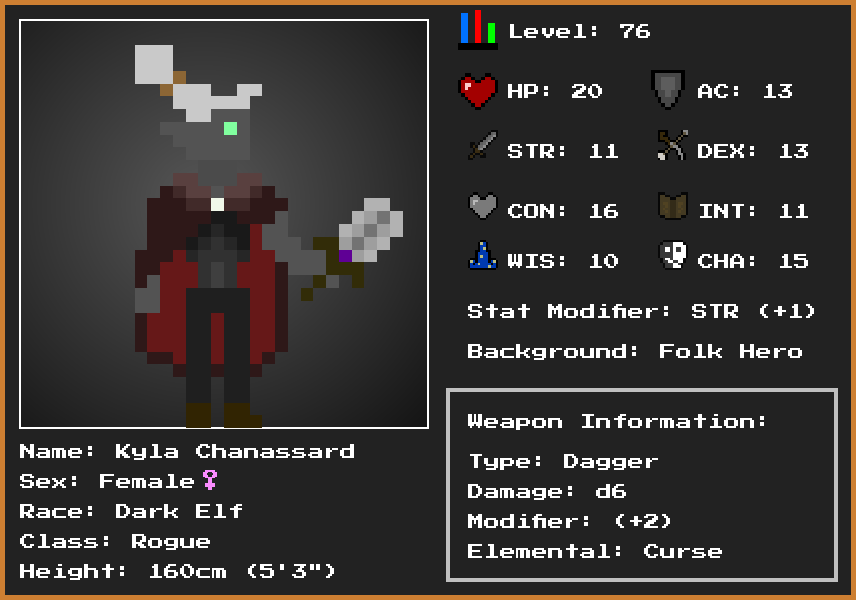 Level: 76
HP: 20 AC: 13
STR: 11 DEX: 13
CON: 16 INT: 11
WIS: 10 CHA: 15
Stat Modifier: STR (+1)
Background: Folk Hero
Weapon Information:
Type: Dagger
Damage: d6
Modifier: (+2)
Elemental: Curse
Name: Kyla Chanassard
Sex: Female♀
Race: Dark Elf
Class: Rogue
Height: 160cm (5'3")